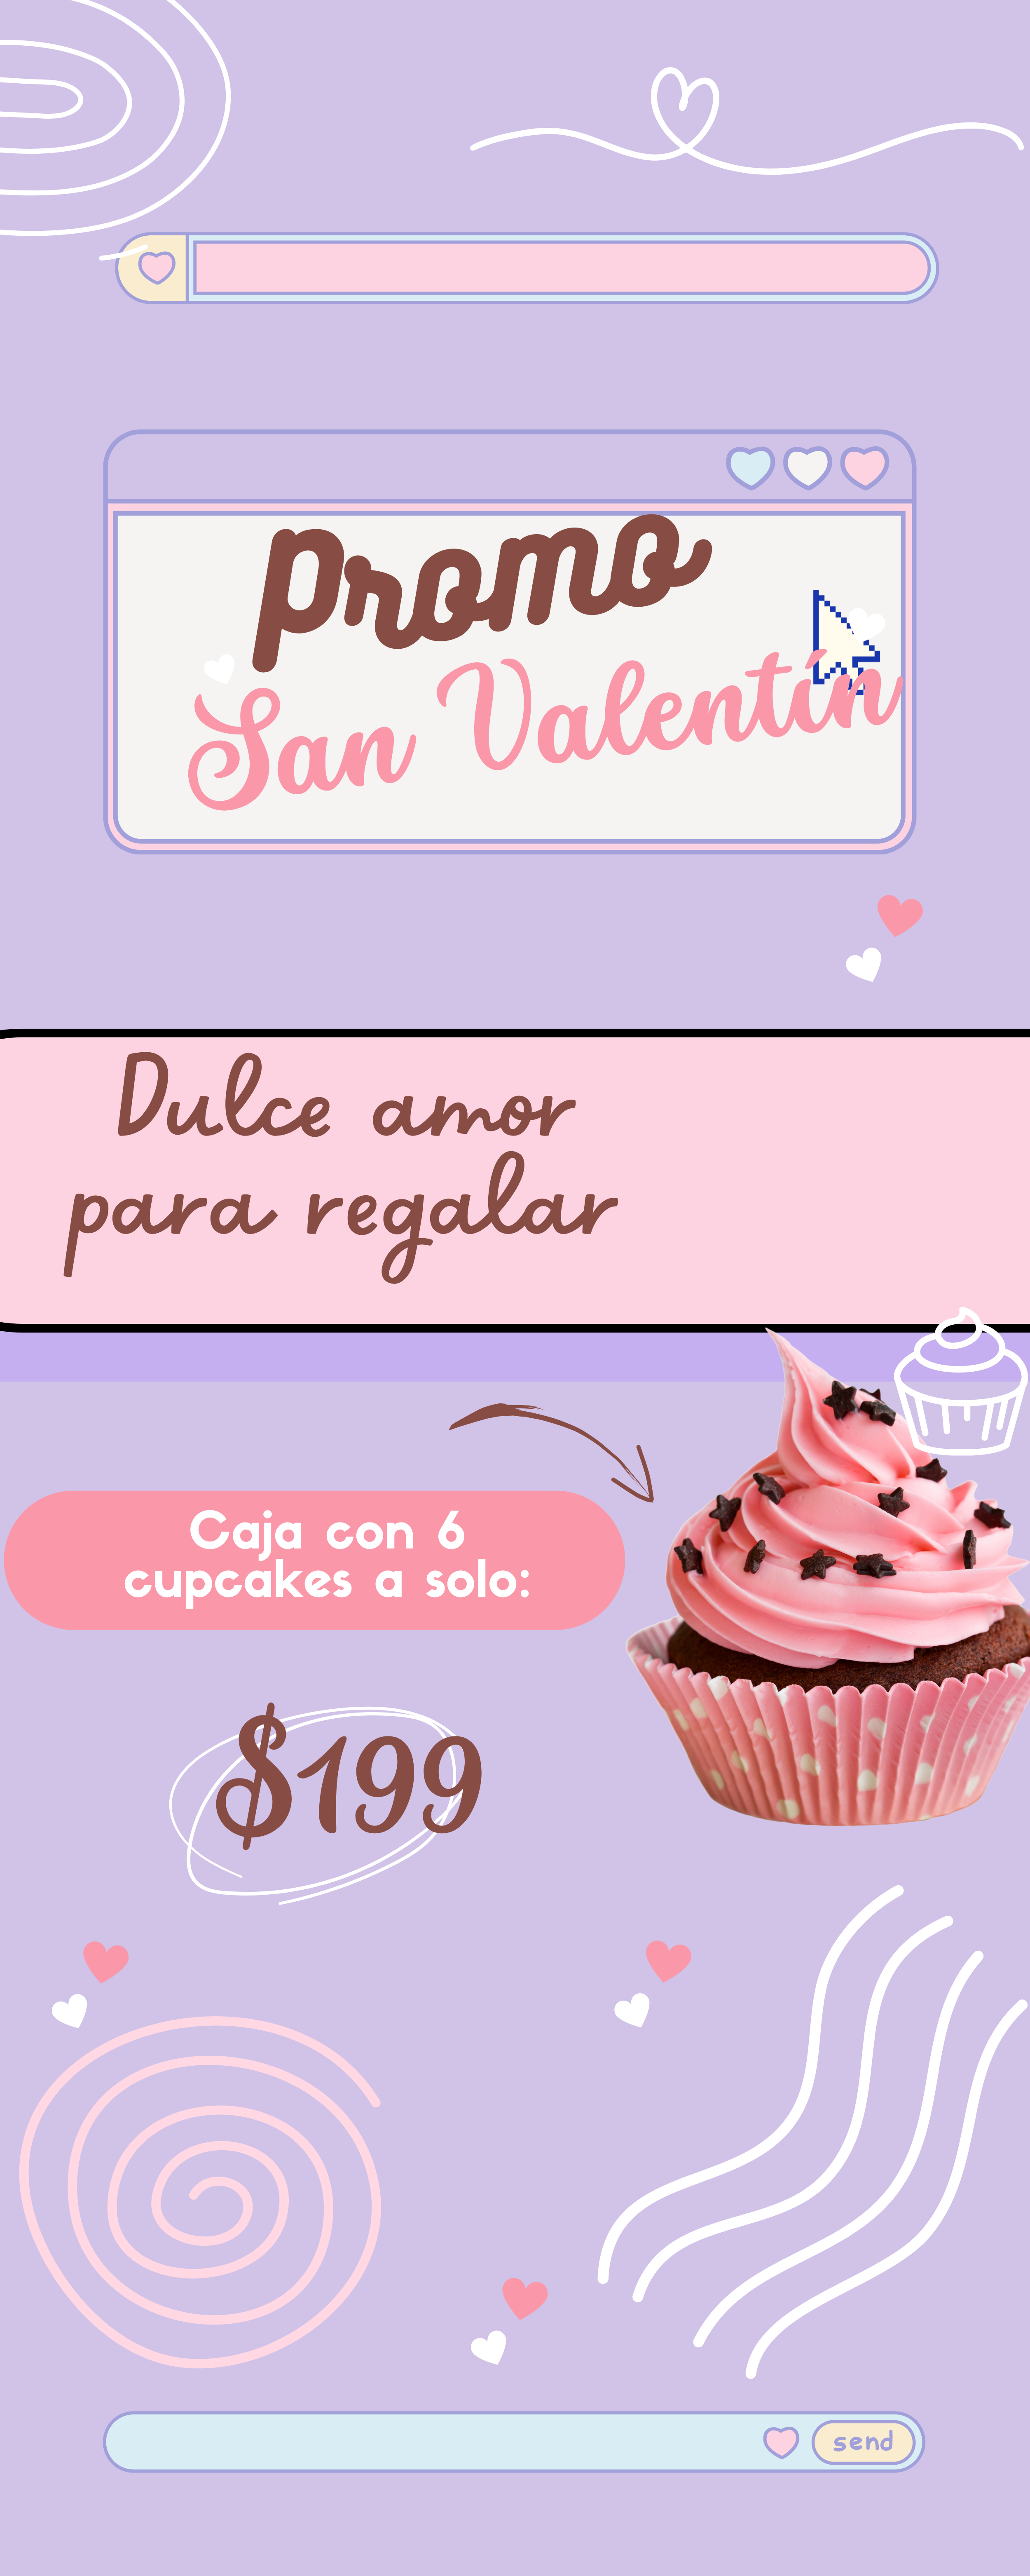 Promo
San Valentín
Dulce amor
para regalar
Caja con 6
cupcakes a solo:
$199
send